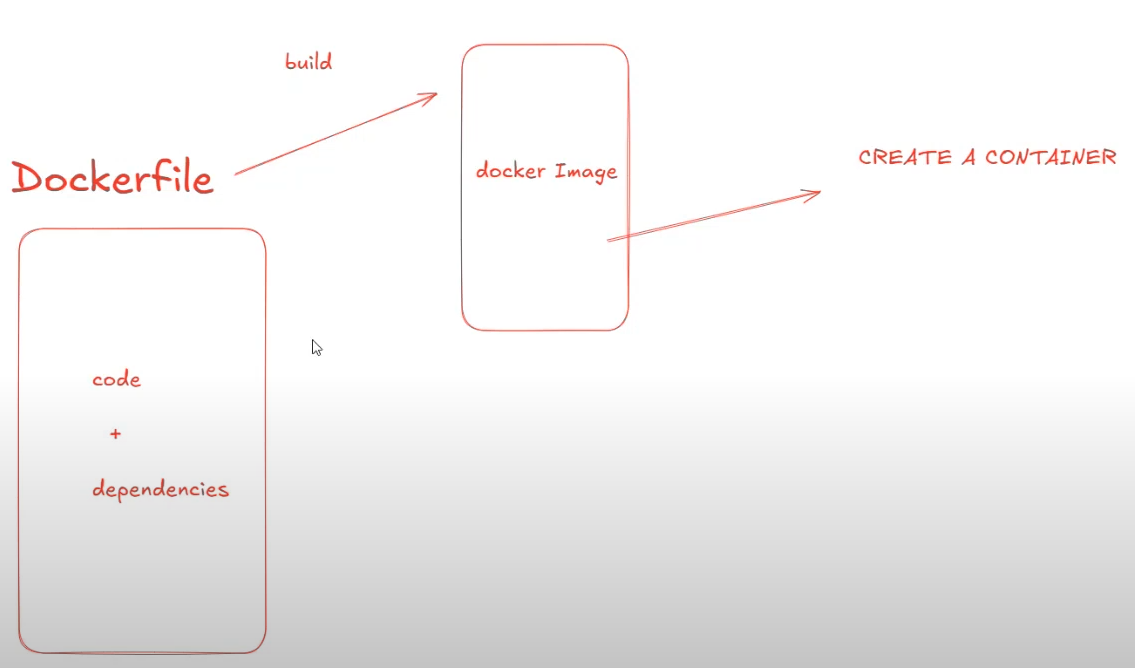 build
Dockerfile
docker Image
CREATE A CONTAINER
code
+
dependencies